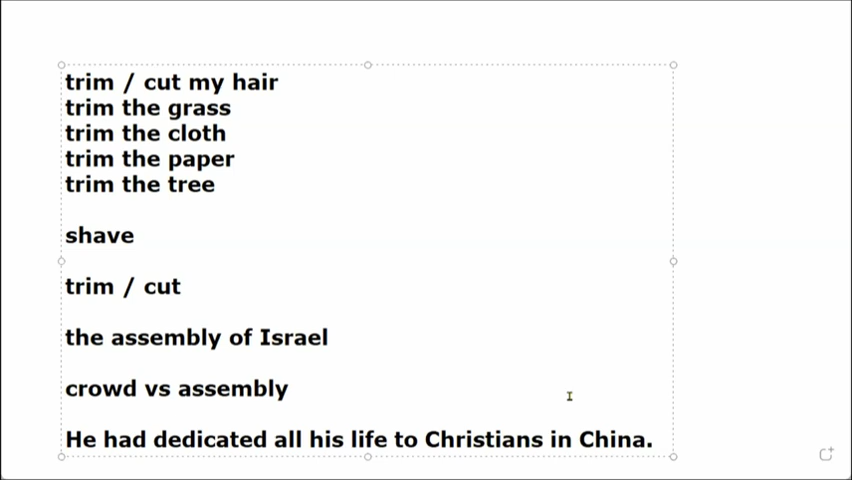 trim / cut my hair
trim the grass
trim the cloth
trim the paper
trim the tree
shave
trim / cut
the assembly of Israel
crowd vs assembly
He had dedicated all his life to Christians in China.